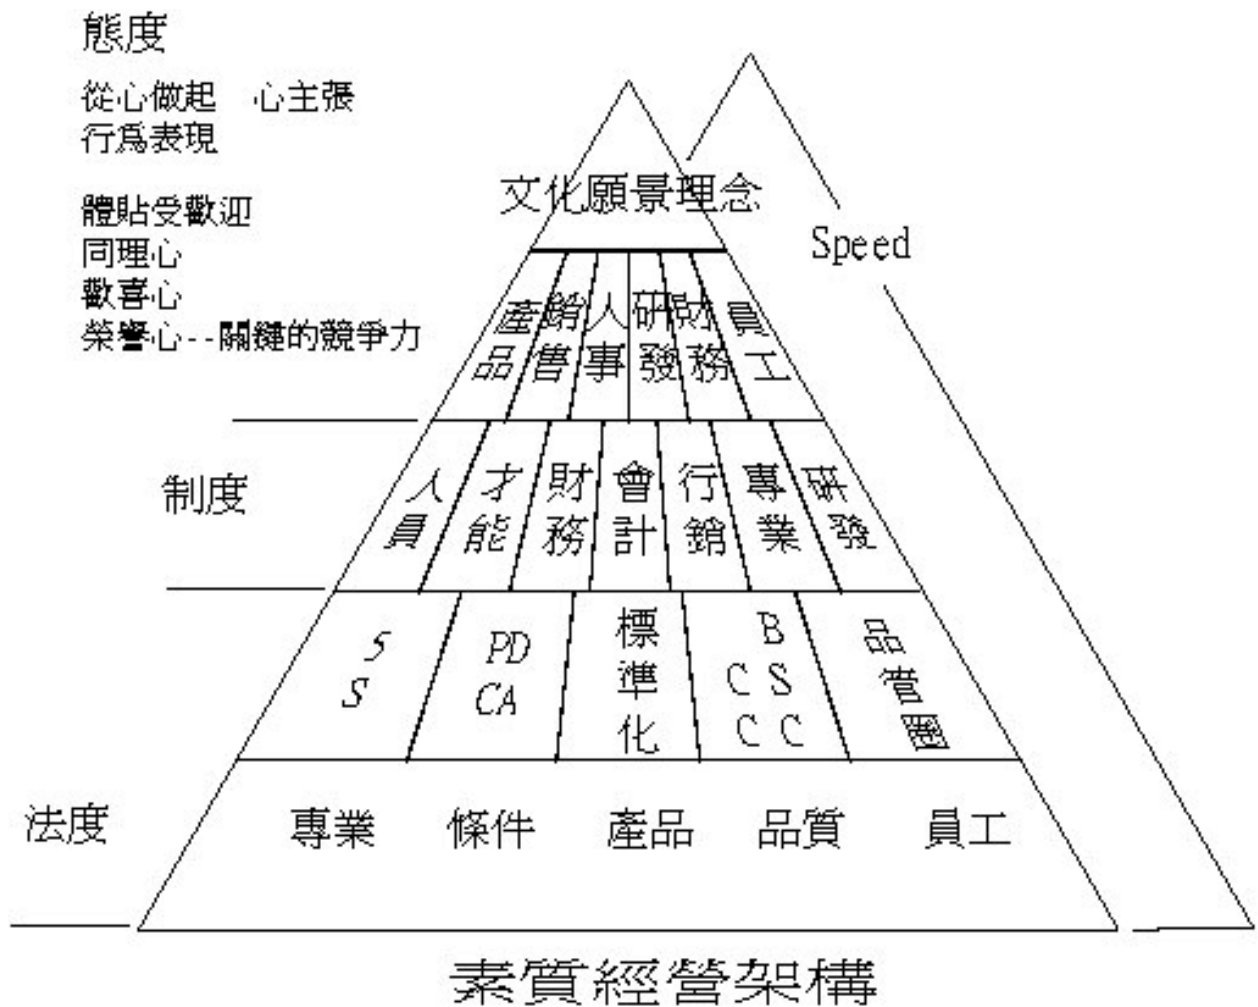 態度
從心做起 心主張
行爲表現
體貼受歡迎
同理心
歡喜心
榮譽心--關鍵的競爭力
文化願景理念
Speed
產品
銷售
人事
研發
財務
員工
制度
人員
才能
財務
會計
行銷
專業
研發
5S
PD
CA
標準化
B
C S
C C
品管圈
法度
專業 條件 產品 品質 員工
素質經營架構